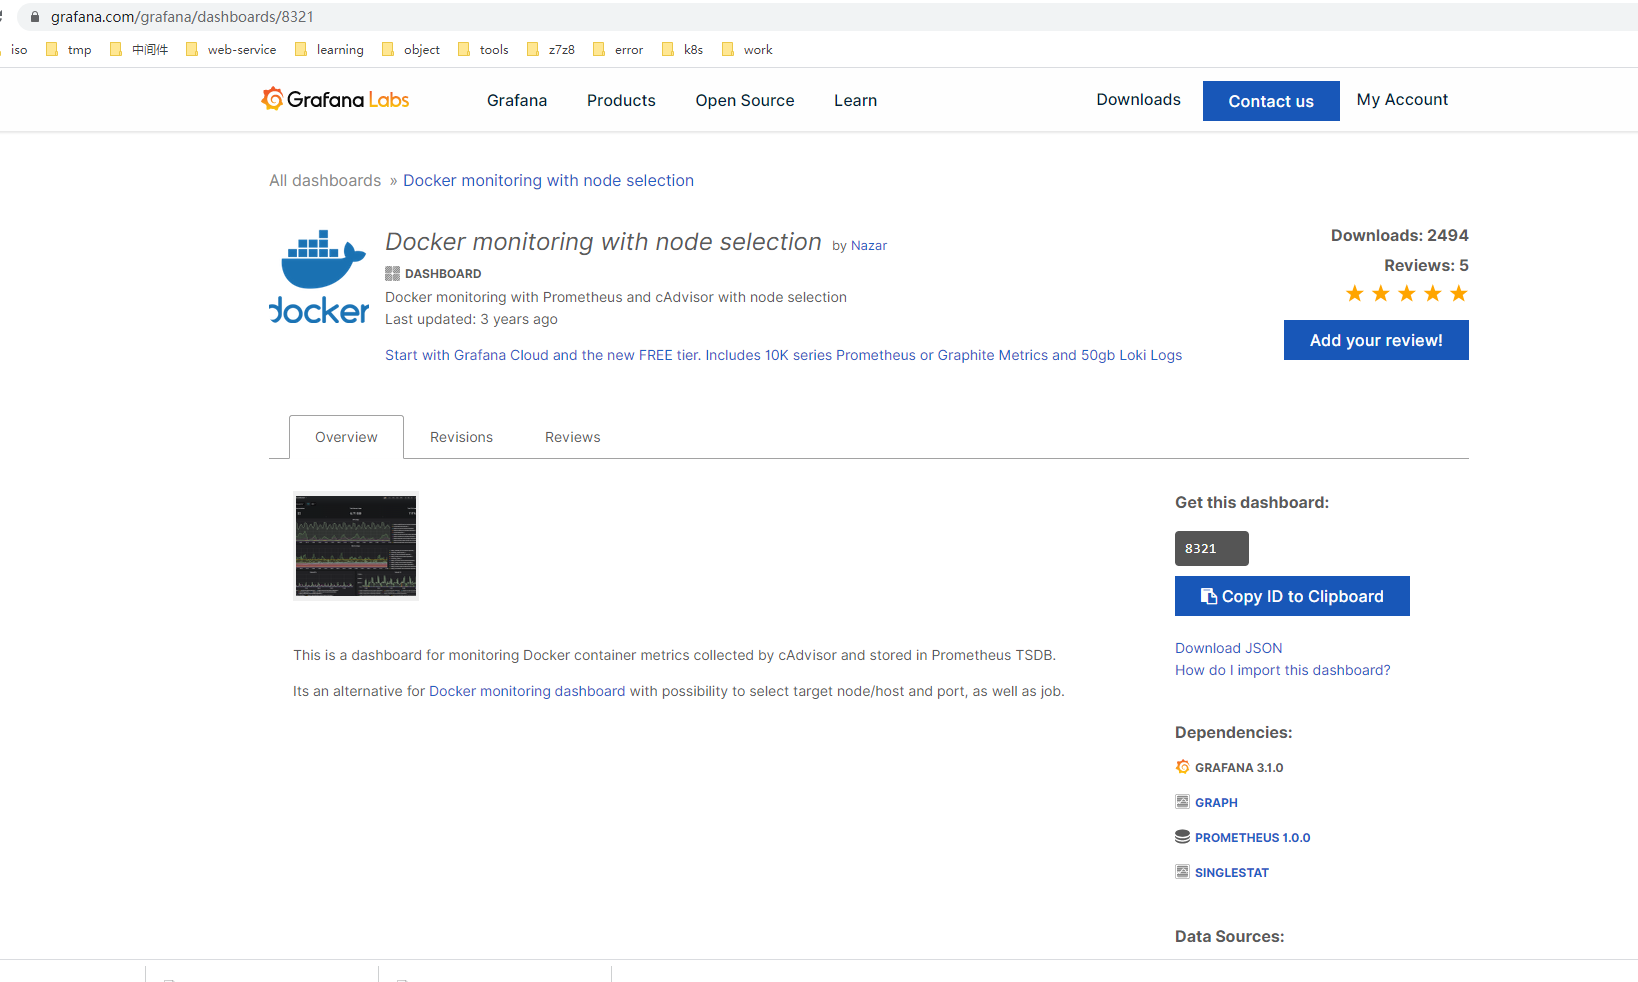 grafana.com/grafana/dashboards/8321
iso tmp 中间件 web-service learning object tools z7z8 error k8s work
Grafana Labs Grafana Products Open Source Learn Downloads Contact us My Account
All dashboards » Docker monitoring with node selection
docker
Docker monitoring with node selection by Nazar
DASHBOARD
Docker monitoring with Prometheus and cAdvisor with node selection
Last updated: 3 years ago
Start with Grafana Cloud and the new FREE tier. Includes 10K series Prometheus or Graphite Metrics and 50gb Loki Logs
Downloads: 2494
Reviews: 5
Add your review!
Overview Revisions Reviews
This is a dashboard for monitoring Docker container metrics collected by cAdvisor and stored in Prometheus TSDB.
Its an alternative for Docker monitoring dashboard with possibility to select target node/host and port, as well as job.
Get this dashboard:
8321
Copy ID to Clipboard
Download JSON
How do I import this dashboard?
Dependencies:
GRAFANA 3.1.0
GRAPH
PROMETHEUS 1.0.0
SINGLESTAT
Data Sources: